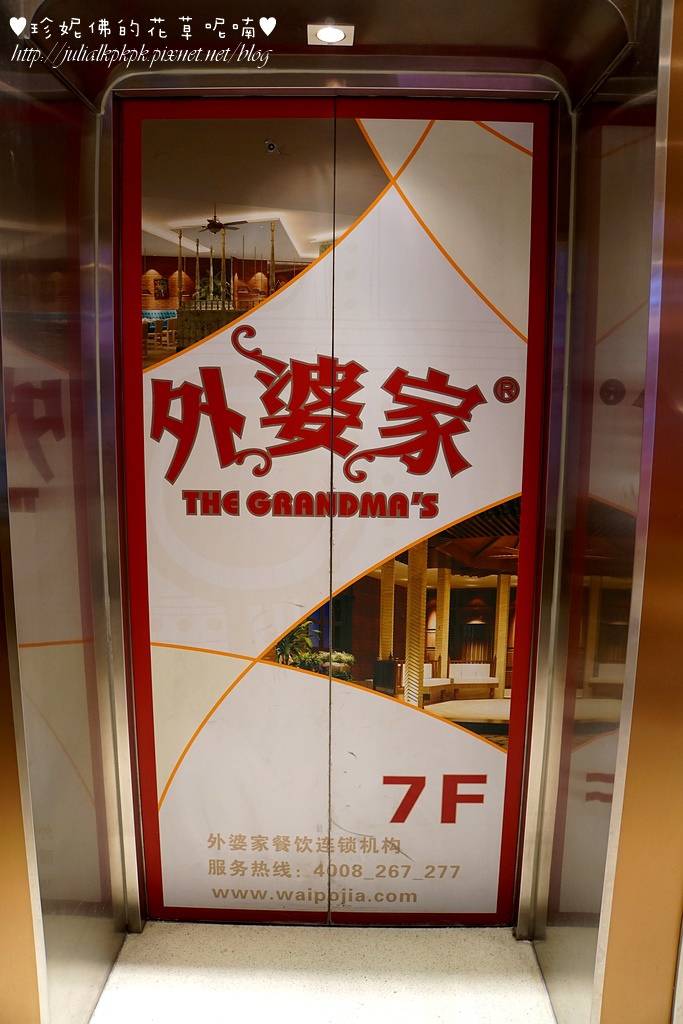 ♥珍妮佛的花草呢喃♥
http://julialkpkpk.pixnet.net/blog
外婆家®
THE GRANDMA'S
7F
外婆家餐饮连锁机构
服务热线：4008_267_277
www.waipojia.com